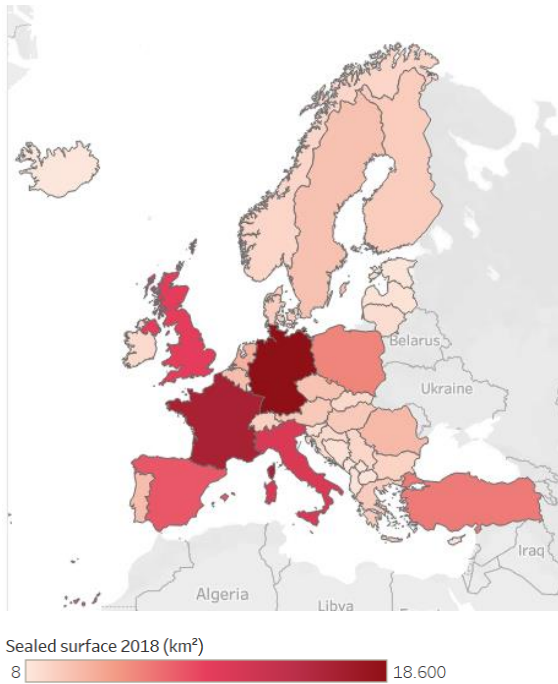 Belarus
Ukraine
Iraq
Algeria
Libya
Sealed surface 2018 (km²)
8 18.600